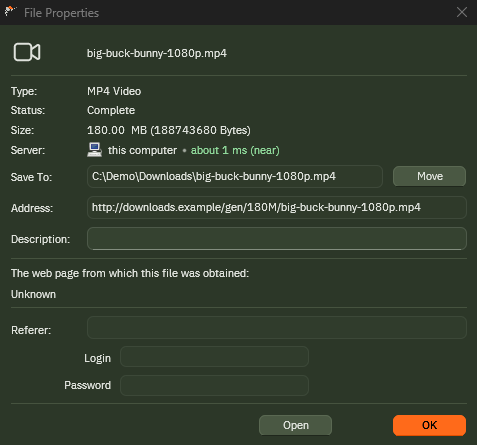 File Properties
big-buck-bunny-1080p.mp4
Type: MP4 Video
Status: Complete
Size: 180.00 MB (188743680 Bytes)
Server: this computer • about 1 ms (near)
Save To: C:\Demo\Downloads\big-buck-bunny-1080p.mp4 Move
Address: http://downloads.example/gen/180M/big-buck-bunny-1080p.mp4
Description:
The web page from which this file was obtained:
Unknown
Referer:
Login
Password
Open OK